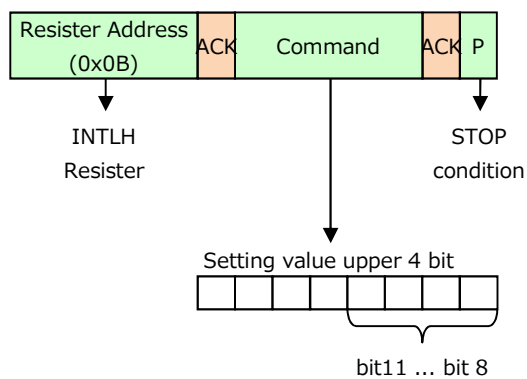 Resister Address
(0x0B)
ACK
Command
ACK
P
INTLH
Resister
STOP
condition
Setting value upper 4 bit
bit11 ... bit 8